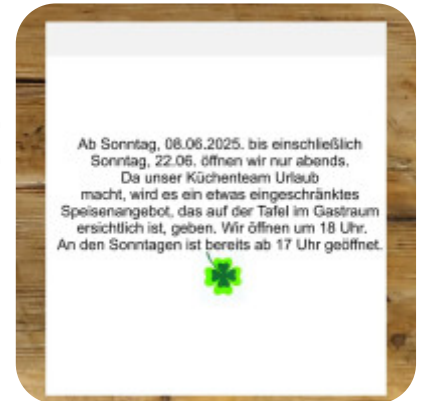 Ab Sonntag, 08.06.2025. bis einschließlich
Sonntag, 22.06. öffnen wir nur abends.
Da unser Küchenteam Urlaub
macht, wird es ein etwas eingeschränktes
Speisenangebot, das auf der Tafel im Gastraum
ersichtlich ist, geben. Wir öffnen um 18 Uhr.
An den Sonntagen ist bereits ab 17 Uhr geöffnet.